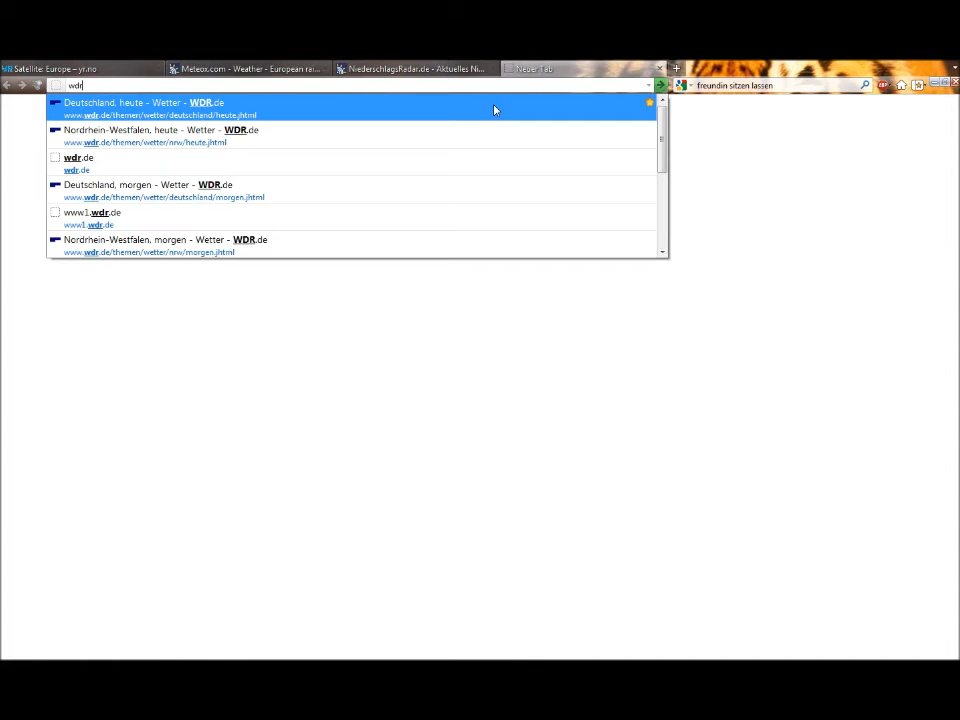 Satellite: Europe – yr.no
Meteox.com - Weather - European rai...
NiederschlagsRadar.de - Aktuelles Ni...
Neuer Tab
wdr
freundin sitzen lassen
Deutschland, heute - Wetter - WDR.de
www.wdr.de/themen/wetter/deutschland/heute.jhtml
Nordrhein-Westfalen, heute - Wetter - WDR.de
www.wdr.de/themen/wetter/nrw/heute.jhtml
wdr.de
wdr.de
Deutschland, morgen - Wetter - WDR.de
www.wdr.de/themen/wetter/deutschland/morgen.jhtml
www1.wdr.de
www1.wdr.de
Nordrhein-Westfalen, morgen - Wetter - WDR.de
www.wdr.de/themen/wetter/nrw/morgen.jhtml